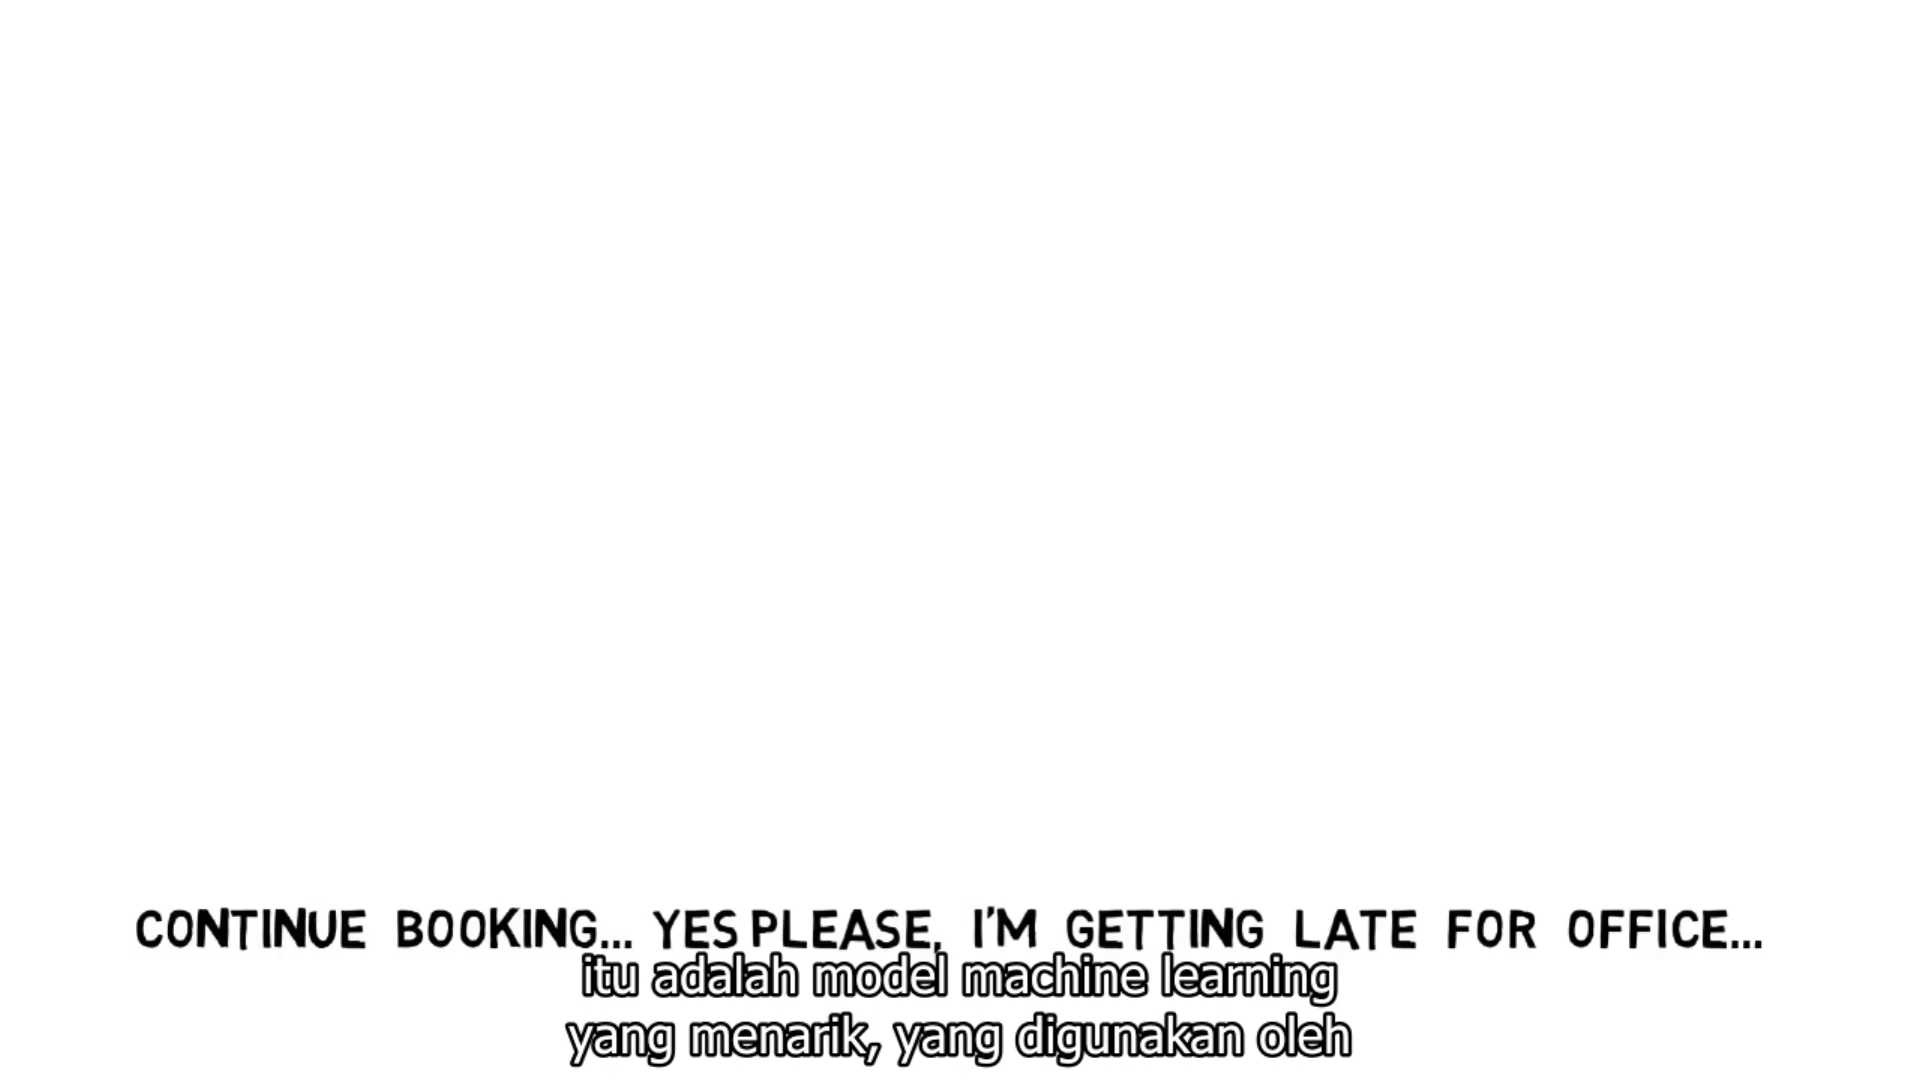 CONTINUE BOOKING... YES PLEASE, I'M GETTING LATE FOR OFFICE...
itu adalah model machine learning
yang menarik, yang digunakan oleh